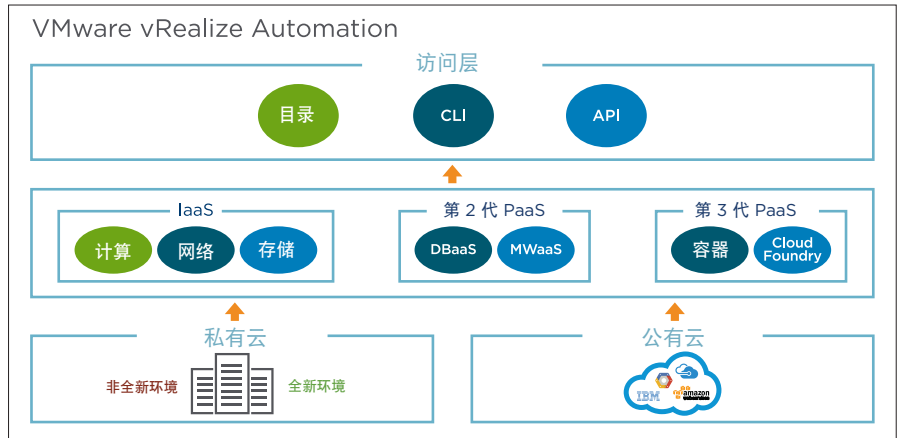 VMware vRealize Automation
访问层
目录
CLI
API
IaaS
第 2 代 PaaS
第 3 代 PaaS
计算
网络
存储
DBaaS
MWaaS
容器
Cloud
Foundry
私有云
公有云
非全新环境
全新环境
IBM
amazon